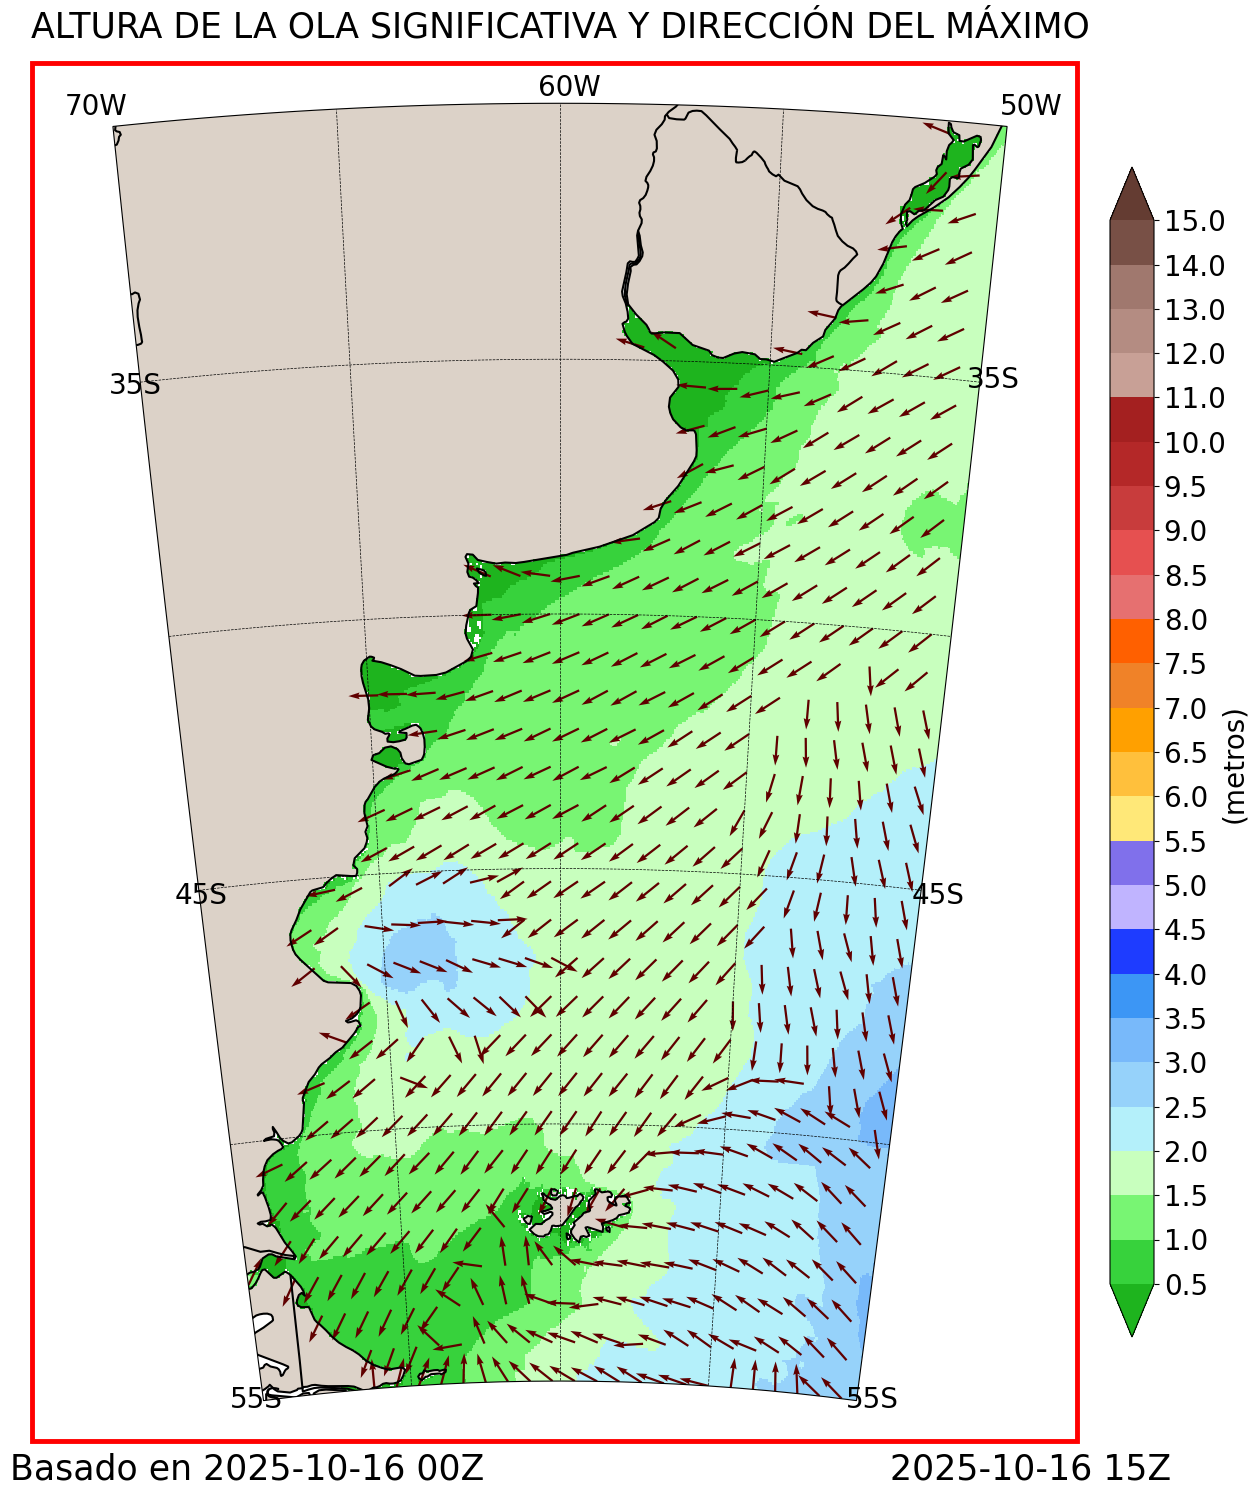 ALTURA DE LA OLA SIGNIFICATIVA Y DIRECCIÓN DEL MÁXIMO
70W
60W
50W
35S
35S
45S
45S
55S
55S
15.0
14.0
13.0
12.0
11.0
10.0
9.5
9.0
8.5
8.0
7.5
7.0
6.5
6.0
5.5
5.0
4.5
4.0
3.5
3.0
2.5
2.0
1.5
1.0
0.5
(metros)
Basado en 2025-10-16 00Z
2025-10-16 15Z